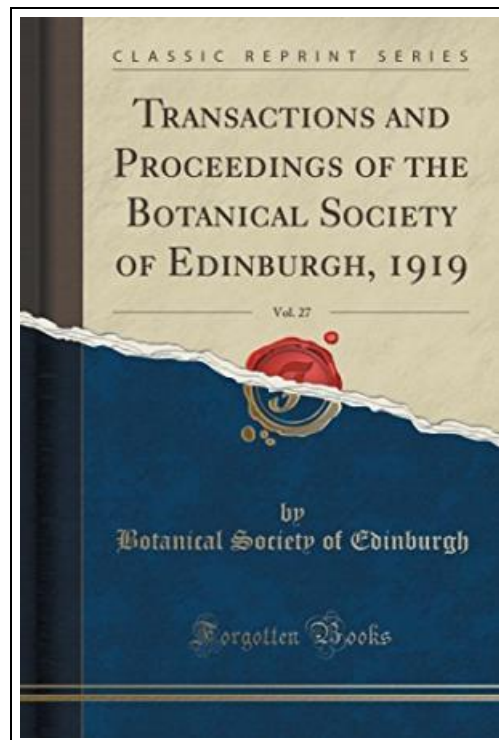 CLASSIC REPRINT SERIES
TRANSACTIONS AND
PROCEEDINGS OF THE
BOTANICAL SOCIETY
OF EDINBURGH, 1919
Vol. 27
by
Botanical Society of Edinburgh
Forgotten Books